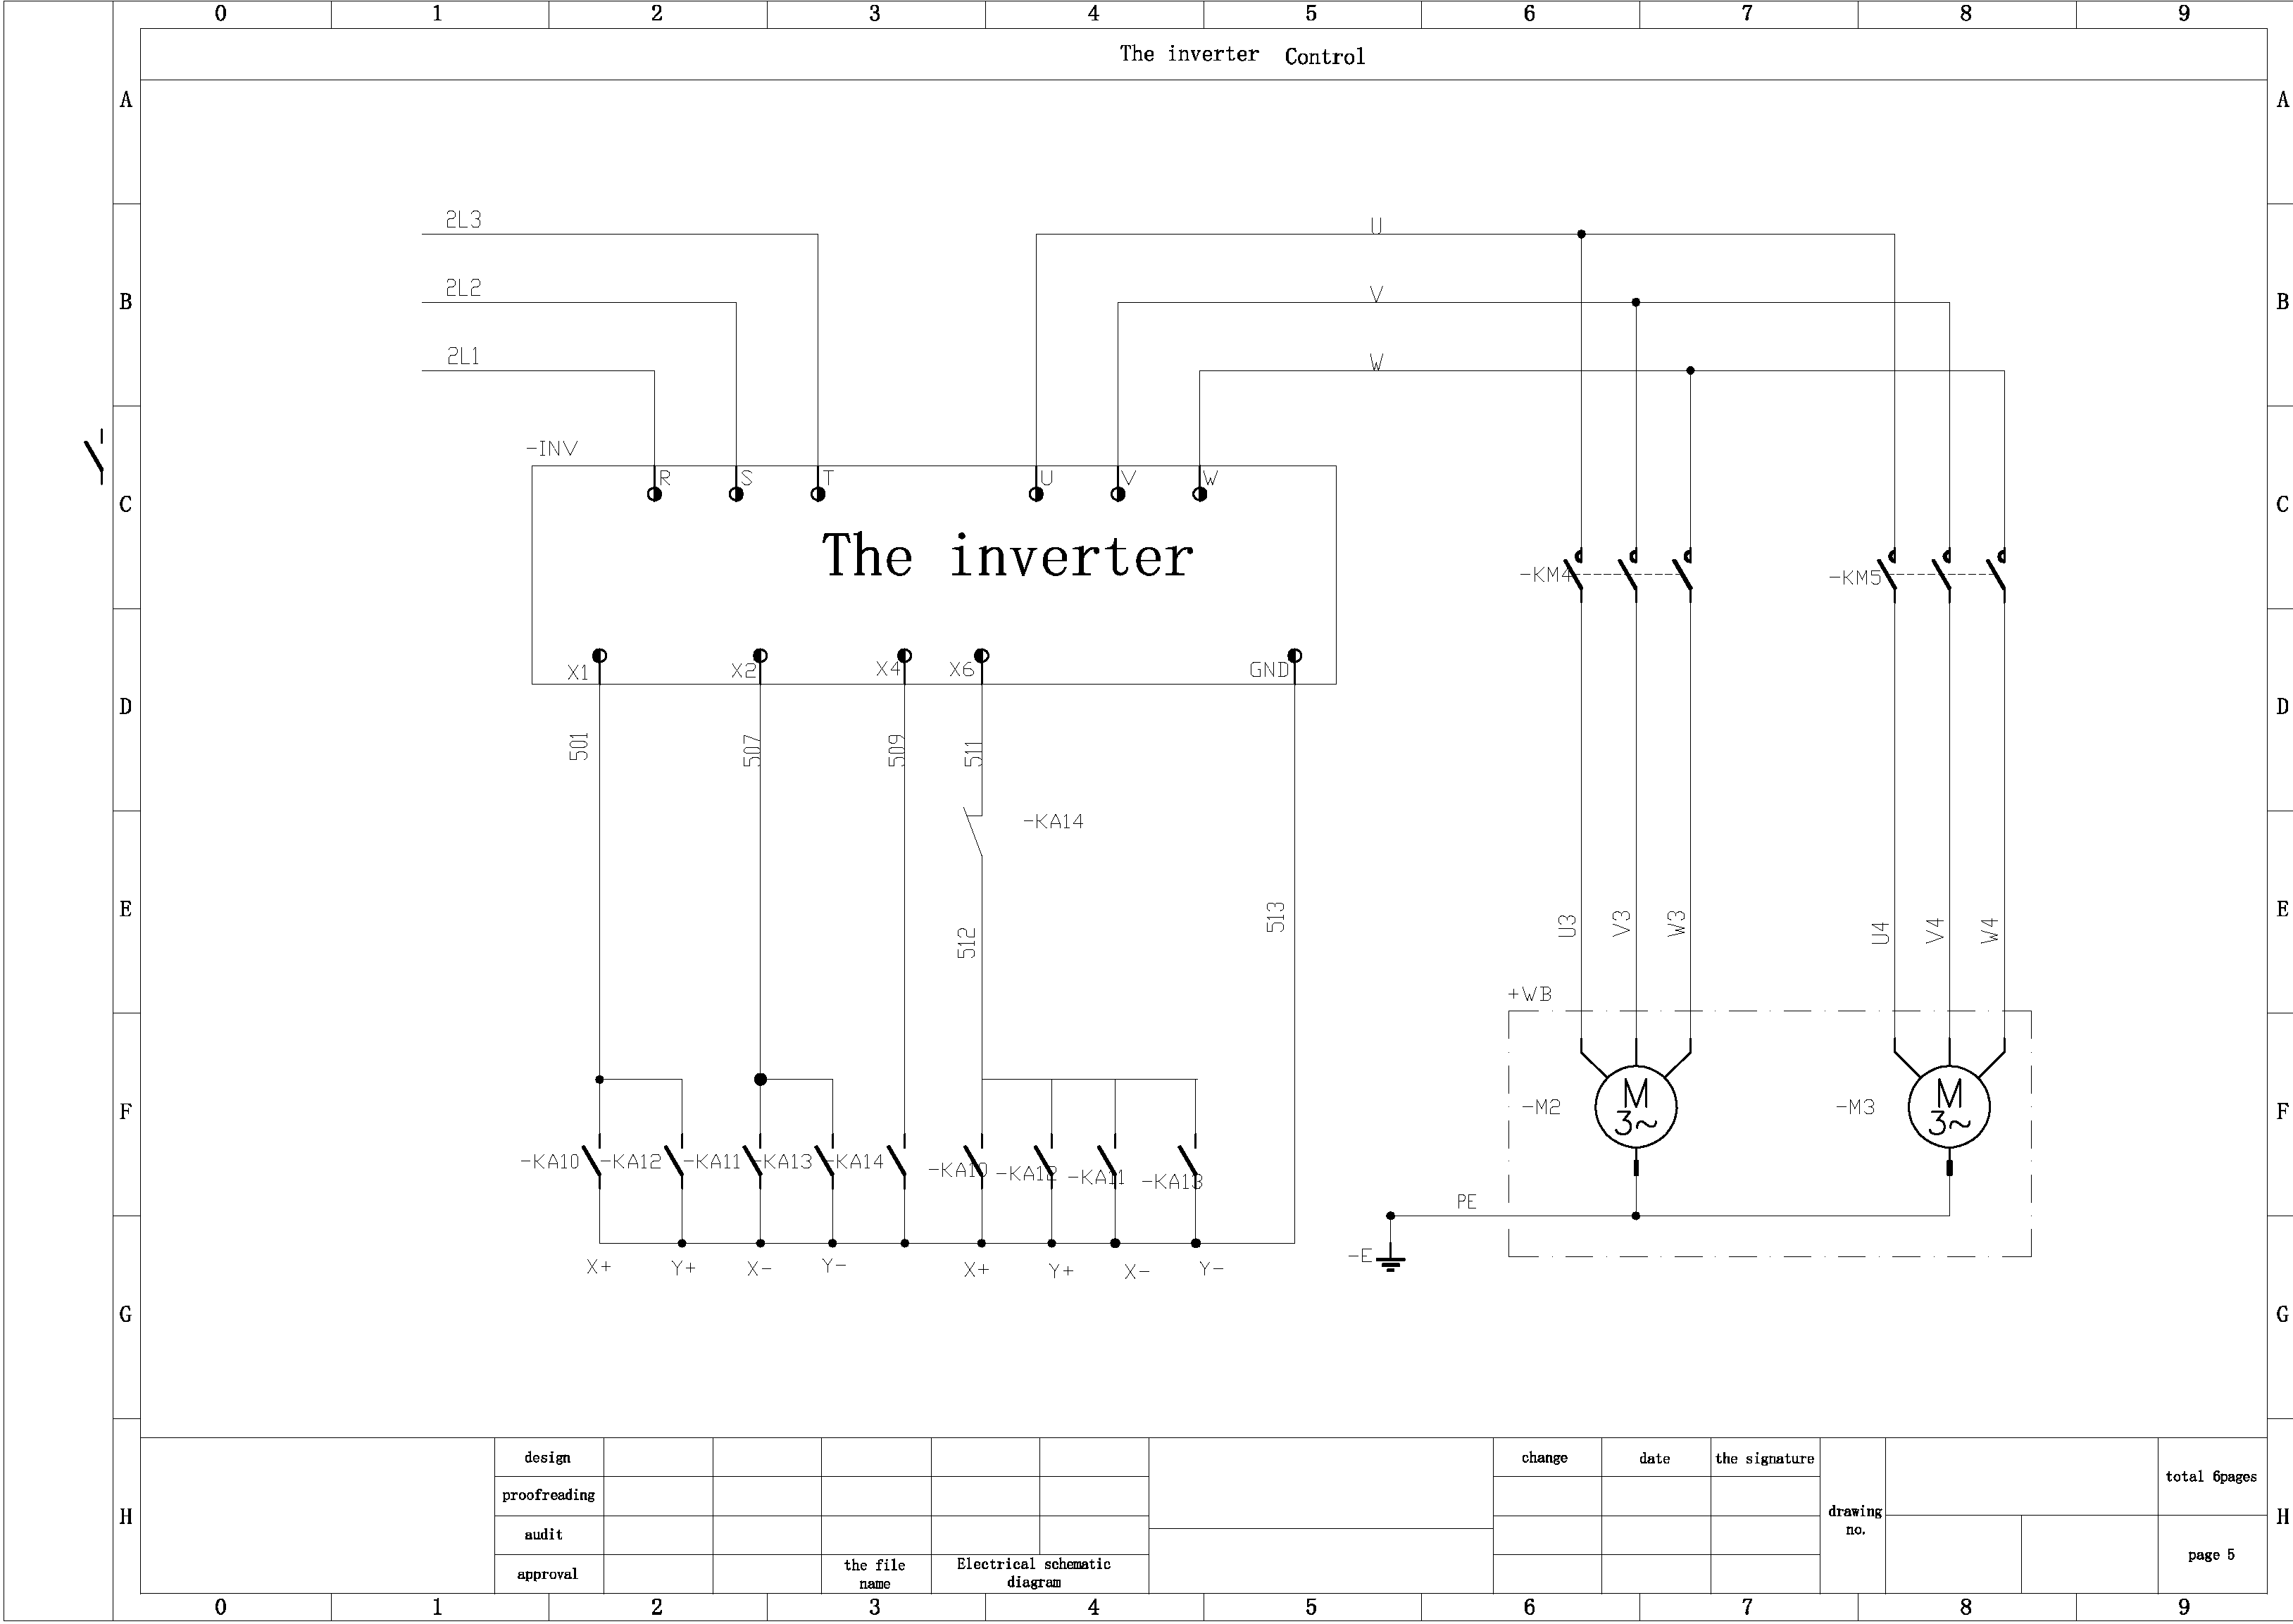 0 1 2 3 4 5 6 7 8 9
The inverter Control
A A
2L3 U
B 2L2 V B
2L1 W
-INV
R S T U V W
C C
The inverter
-KM4 -KM5
X1 X2 X4 X6 GND
D D
501 507 509 511
-KA14
E E
512 513 U3 V3 W3 U4 V4 W4
+WB
F -M2 M 3~ -M3 M 3~ F
-KA10 -KA12 -KA11 -KA13 -KA14 -KA10 -KA12 -KA11 -KA13
PE
-E
X+ Y+ X- Y- X+ Y+ X- Y-
G G
design change date the signature
total 6pages
proofreading
H drawing H
no.
audit
page 5
approval the file Electrical schematic
name diagram
0 1 2 3 4 5 6 7 8 9